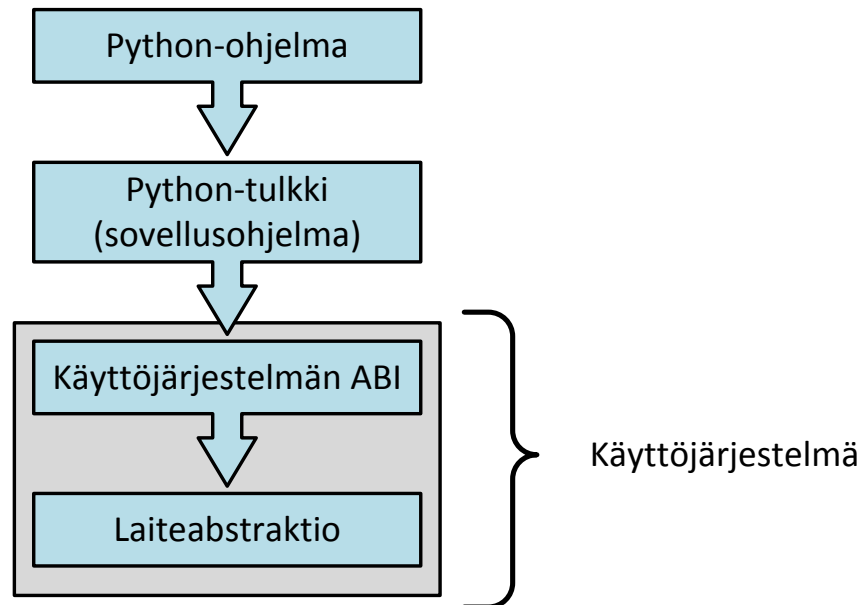 Python-ohjelma
Python-tulkki
(sovellusohjelma)
Käyttöjärjestelmän ABI
Laiteabstraktio
Käyttöjärjestelmä